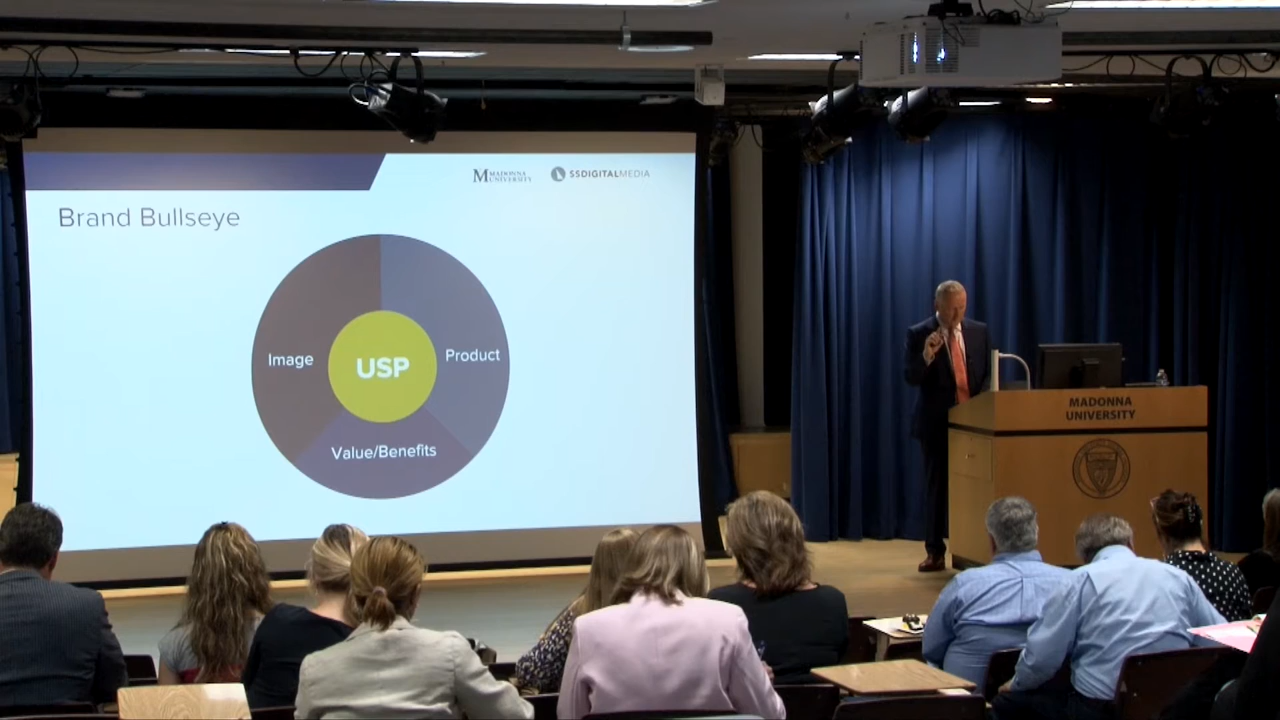 MADONNA
UNIVERSITY
SSDIGITALMEDIA
Brand Bullseye
Image
USP
Product
Value/Benefits
MADONNA
UNIVERSITY